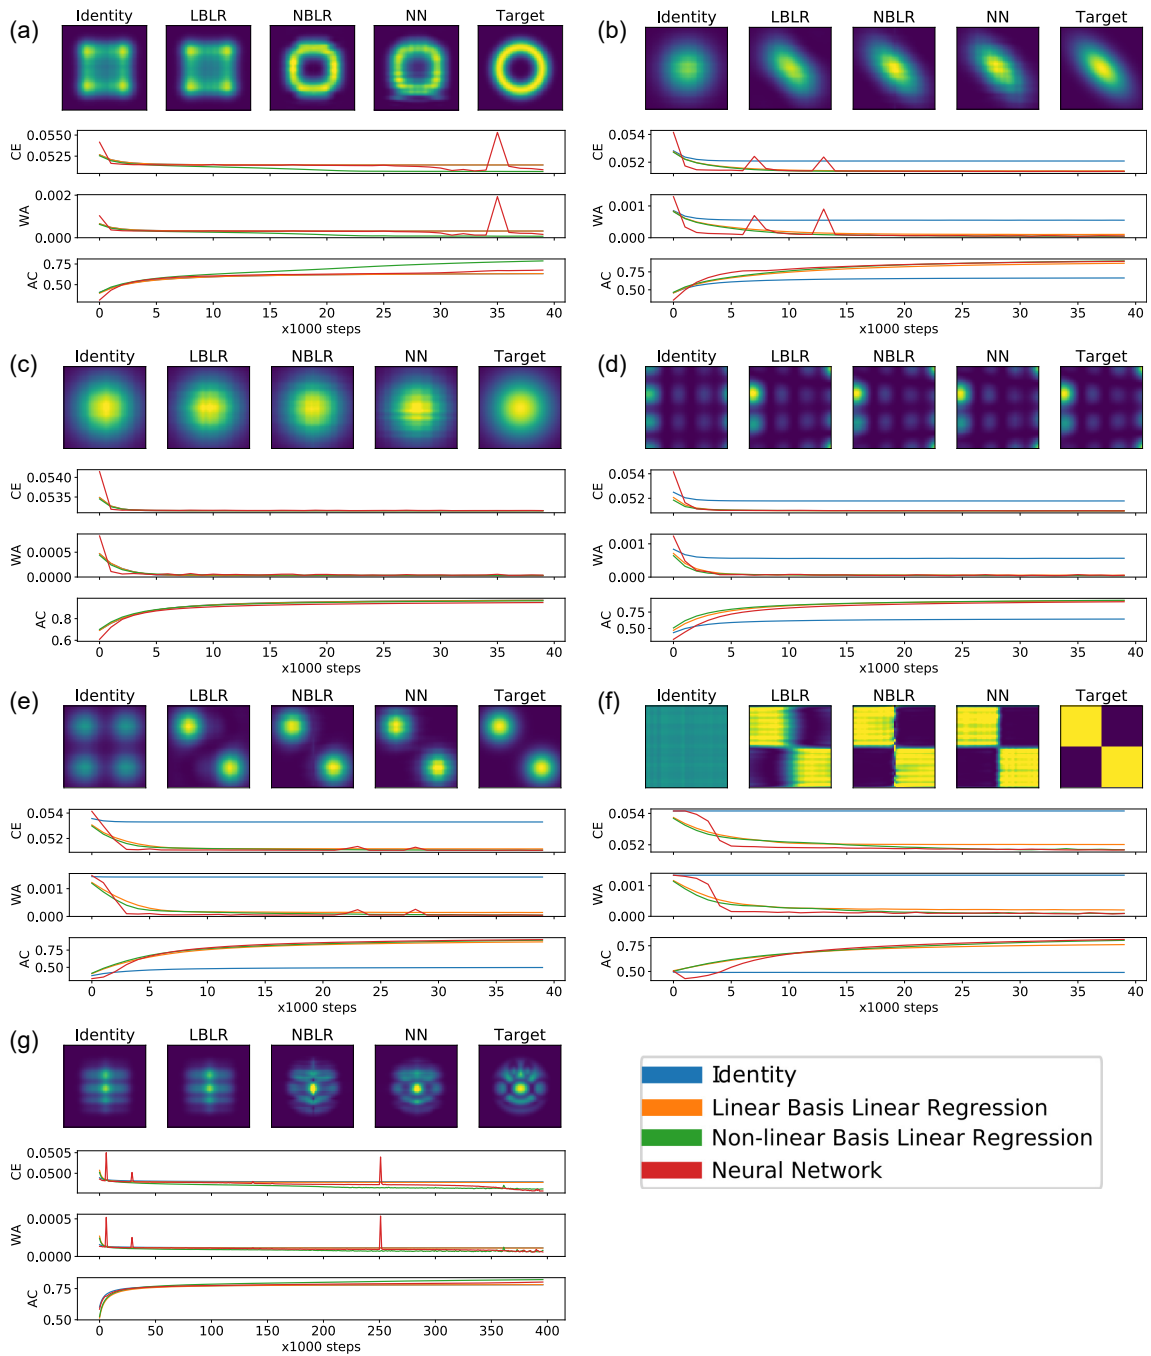 (a) Identity LBLR NBLR NN Target
0.0550
0.0525
CE
0.002
0.000
WA
0.75
0.50
AC
0 5 10 15 20 25 30 35 40
x1000 steps
(b) Identity LBLR NBLR NN Target
0.054
0.052
CE
0.001
0.000
WA
0.75
0.50
AC
0 5 10 15 20 25 30 35 40
x1000 steps
(c) Identity LBLR NBLR NN Target
0.0540
0.0535
CE
0.0005
0.0000
WA
0.8
0.6
AC
0 5 10 15 20 25 30 35 40
x1000 steps
(d) Identity LBLR NBLR NN Target
0.054
0.052
CE
0.001
0.000
WA
0.75
0.50
AC
0 5 10 15 20 25 30 35 40
x1000 steps
(e) Identity LBLR NBLR NN Target
0.054
0.052
CE
0.001
0.000
WA
0.75
0.50
AC
0 5 10 15 20 25 30 35 40
x1000 steps
(f) Identity LBLR NBLR NN Target
0.054
0.052
CE
0.001
0.000
WA
0.75
0.50
AC
0 5 10 15 20 25 30 35 40
x1000 steps
(g) Identity LBLR NBLR NN Target
0.0505
0.0500
CE
0.0005
0.0000
WA
0.75
0.50
AC
0 50 100 150 200 250 300 350 400
x1000 steps
Identity
Linear Basis Linear Regression
Non-linear Basis Linear Regression
Neural Network